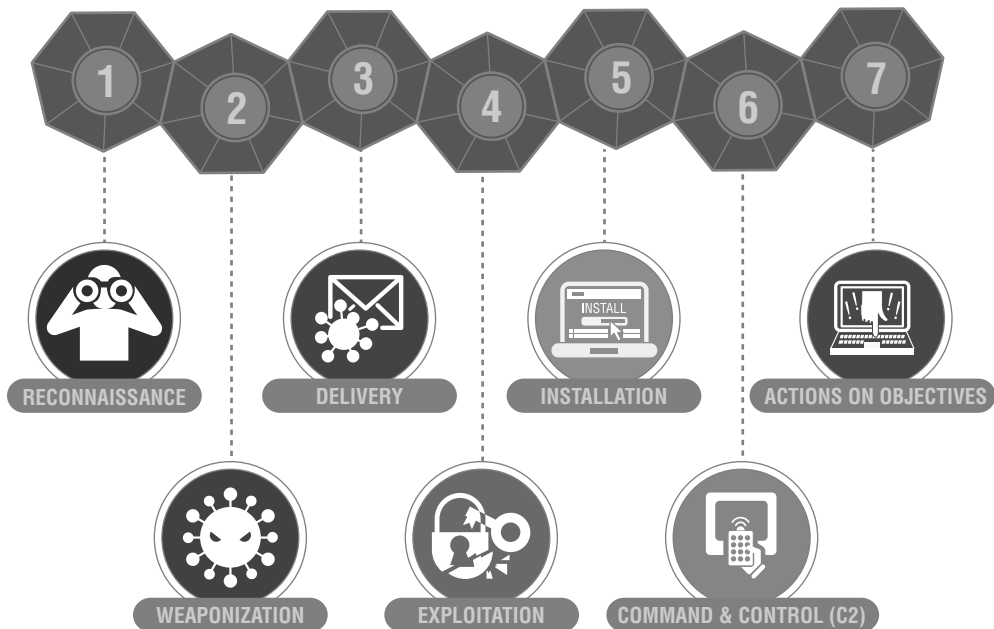 1
2
3
4
5
6
7
RECONNAISSANCE
DELIVERY
INSTALL
INSTALLATION
ACTIONS ON OBJECTIVES
WEAPONIZATION
EXPLOITATION
COMMAND & CONTROL (C2)